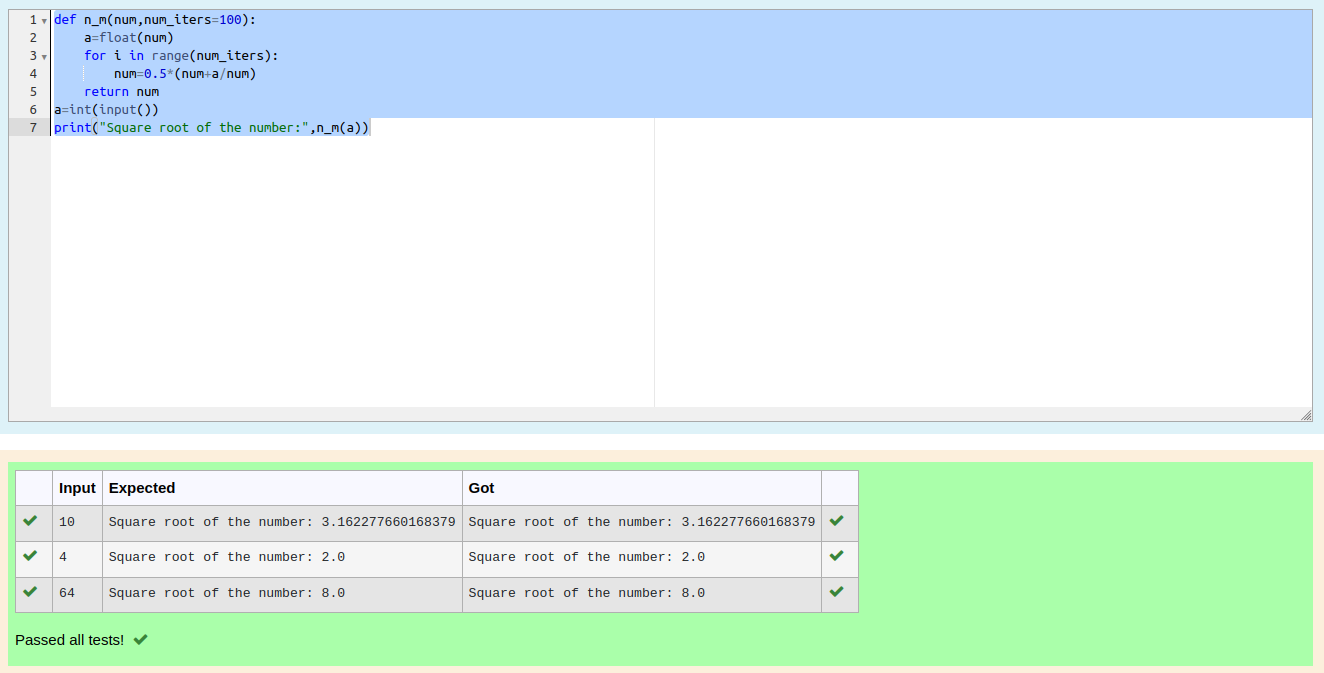 1 def n_m(num,num_iters=100):
2     a=float(num)
3     for i in range(num_iters):
4         num=0.5*(num+a/num)
5     return num
6 a=int(input())
7 print("Square root of the number:",n_m(a))
Input Expected Got
10 Square root of the number: 3.162277660168379 Square root of the number: 3.162277660168379
4 Square root of the number: 2.0 Square root of the number: 2.0
64 Square root of the number: 8.0 Square root of the number: 8.0
Passed all tests!